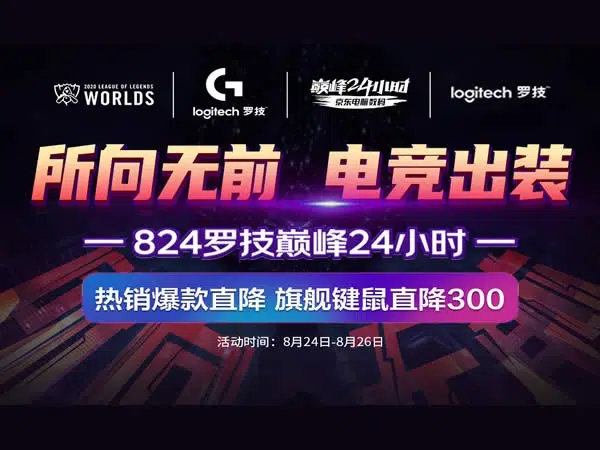 2020 LEAGUE OF LEGENDS
WORLDS
logitech 罗技
巅峰24小时
京东电脑数码
logitech 罗技
所向无前 电竞出装
824罗技巅峰24小时
热销爆款直降 旗舰键鼠直降300
活动时间：8月24日-8月26日